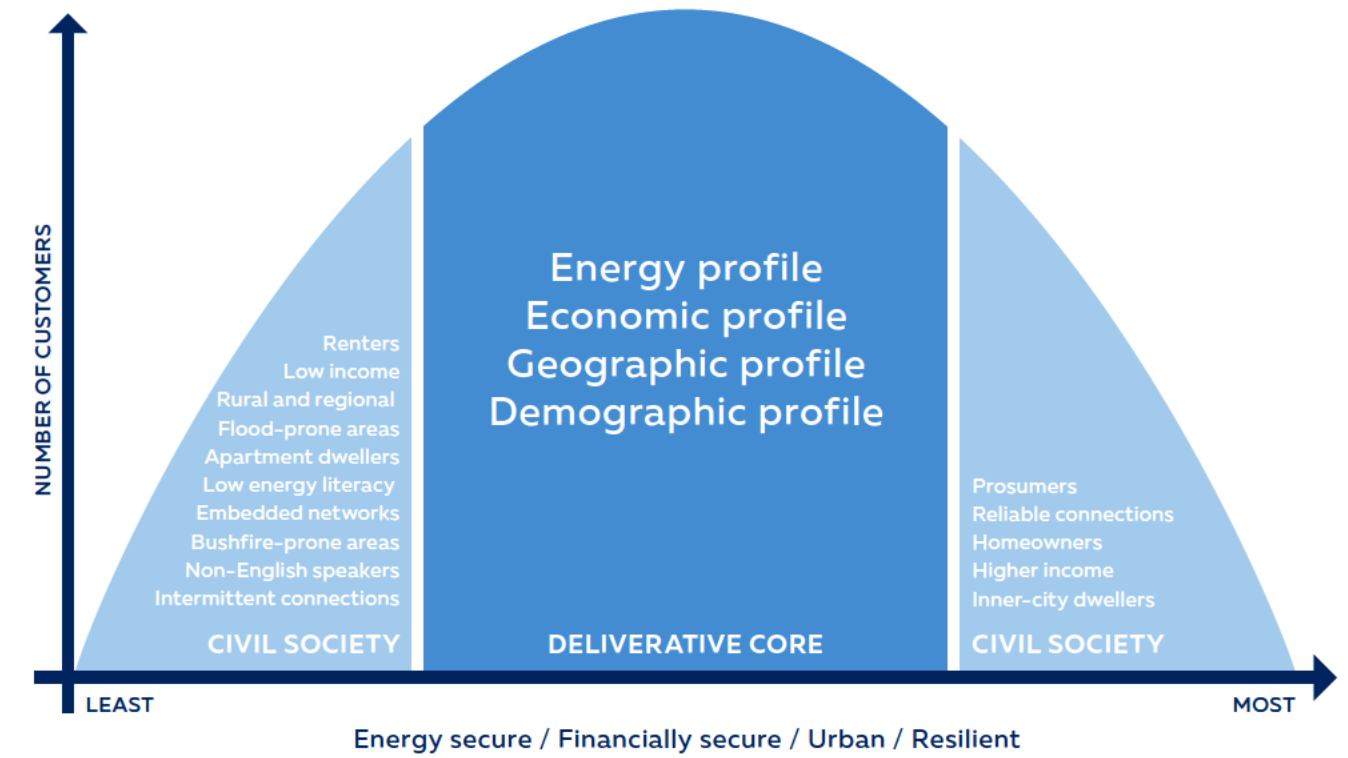 NUMBER OF CUSTOMERS
Energy profile
Economic profile
Geographic profile
Demographic profile
Renters
Low income
Rural and regional
Flood-prone areas
Apartment dwellers
Low energy literacy
Embedded networks
Bushfire-prone areas
Non-English speakers
Intermittent connections
CIVIL SOCIETY
DELIVERATIVE CORE
Prosumers
Reliable connections
Homeowners
Higher income
Inner-city dwellers
CIVIL SOCIETY
LEAST
MOST
Energy secure / Financially secure / Urban / Resilient